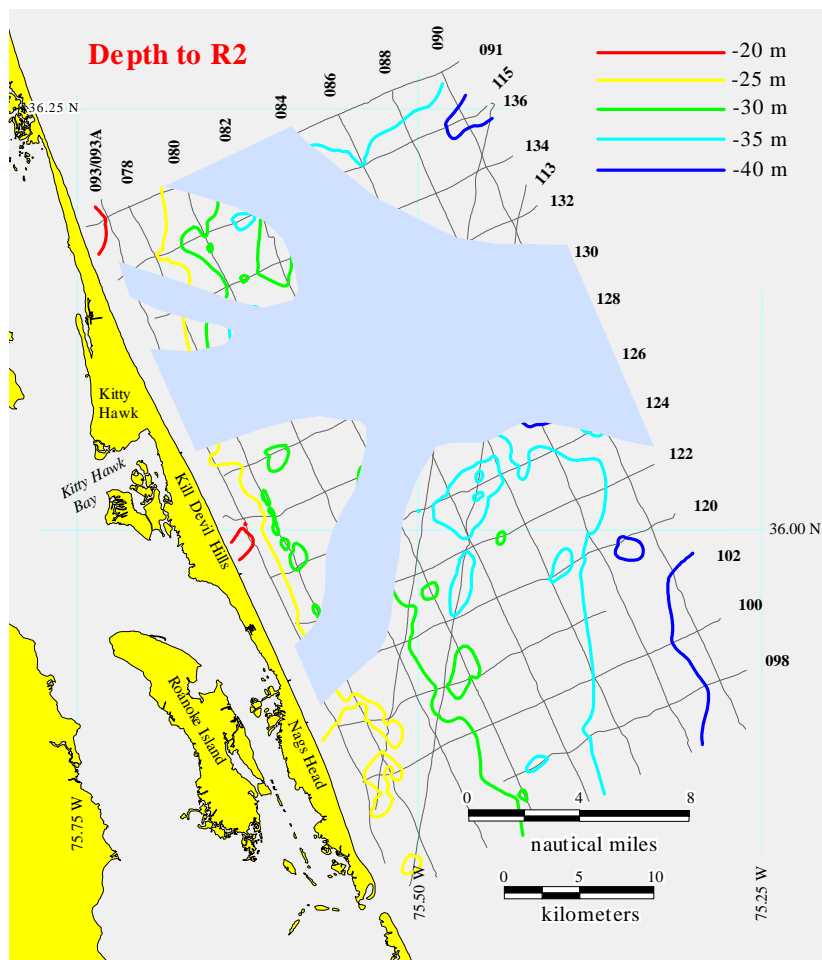 Depth to R2
-20 m
-25 m
-30 m
-35 m
-40 m
36.25 N
093/093A
078
080
082
084
086
088
090
091
115
136
134
113
132
130
128
126
124
122
120
102
100
098
36.00 N
Kitty
Hawk
Kitty Hawk
Bay
Kill Devil Hills
Roanoke Island
Nags Head
75.75 W
75.50 W
75.25 W
0 4 8
nautical miles
0 5 10
kilometers